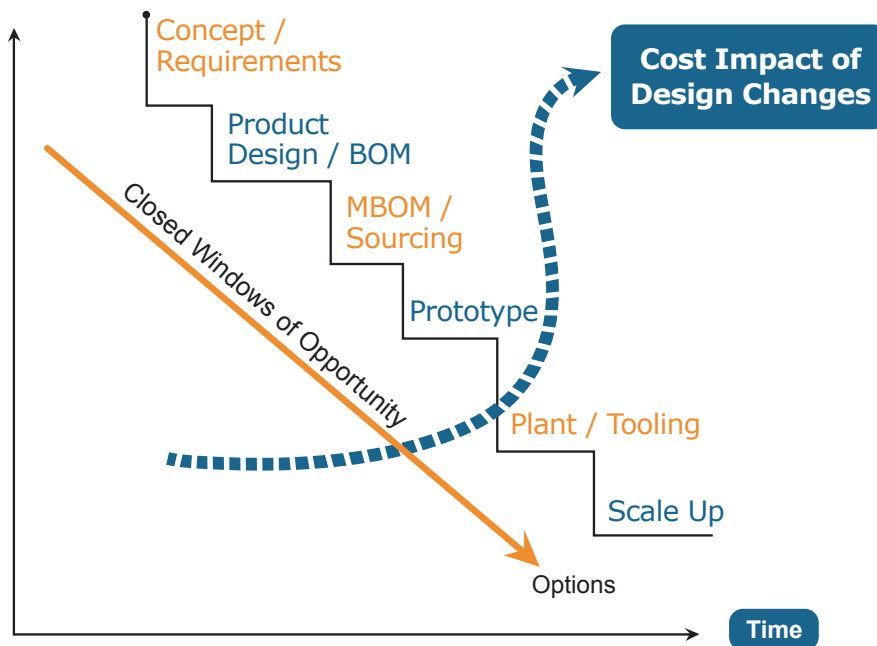 Concept /
Requirements
Cost Impact of
Design Changes
Product
Design / BOM
MBOM /
Sourcing
Closed Windows of Opportunity
Prototype
Plant / Tooling
Scale Up
Options
Time